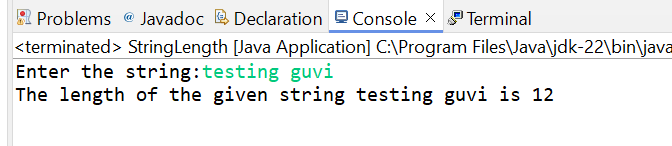 Problems @ Javadoc Declaration Console × Terminal
<terminated> StringLength [Java Application] C:\Program Files\Java\jdk-22\bin\java
Enter the string:testing guvi
The length of the given string testing guvi is 12